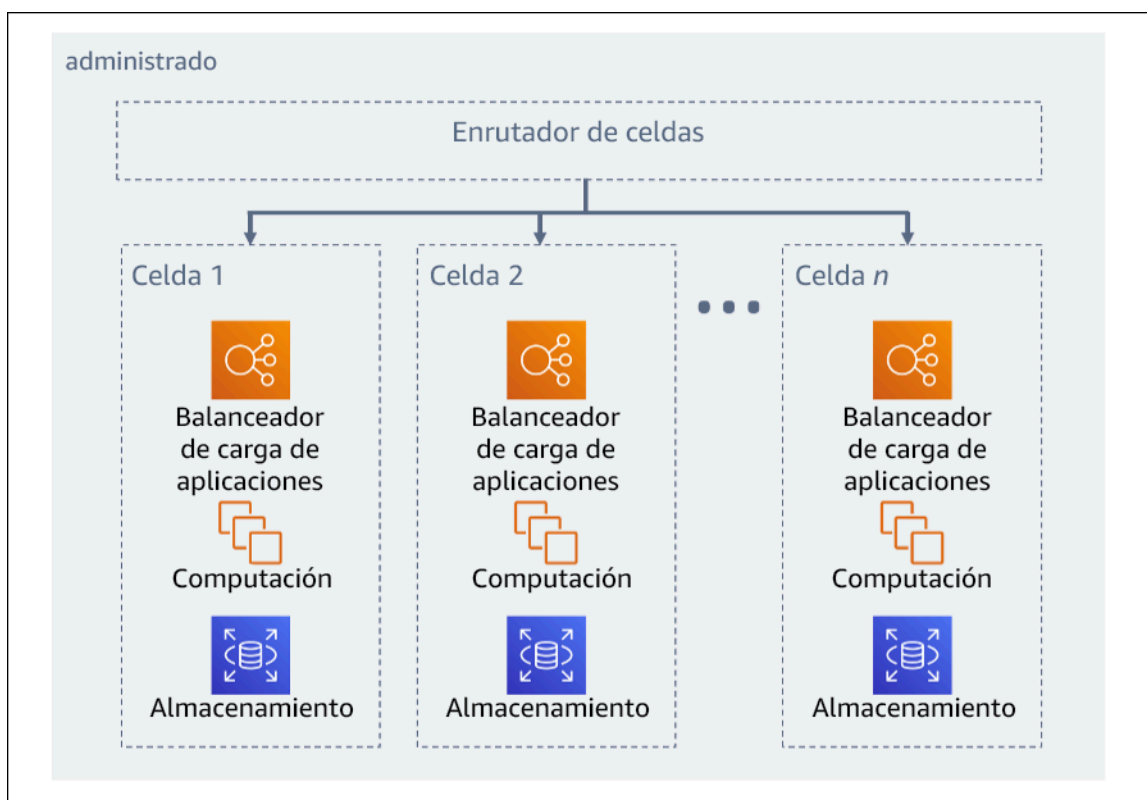 administrado
Enrutador de celdas
Celda 1
Balanceador
de carga de
aplicaciones
Computación
Almacenamiento
Celda 2
Balanceador
de carga de
aplicaciones
Computación
Almacenamiento
Celda n
Balanceador
de carga de
aplicaciones
Computación
Almacenamiento